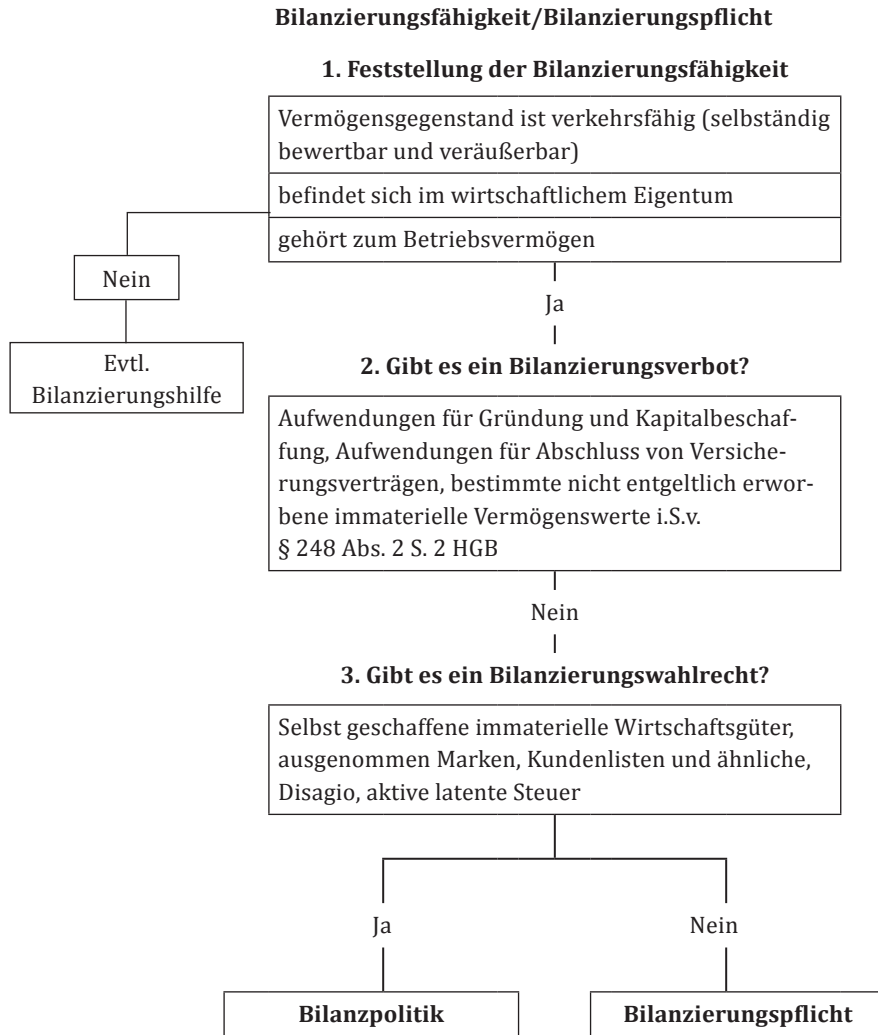 Bilanzierungsfähigkeit/Bilanzierungspflicht
1. Feststellung der Bilanzierungsfähigkeit
Vermögensgegenstand ist verkehrsfähig (selbständig
bewertbar und veräußerbar)
befindet sich im wirtschaftlichem Eigentum
gehört zum Betriebsvermögen
Nein
Ja
Evtl.
Bilanzierungshilfe
2. Gibt es ein Bilanzierungsverbot?
Aufwendungen für Gründung und Kapitalbeschaf-
fung, Aufwendungen für Abschluss von Versiche-
rungsverträgen, bestimmte nicht entgeltlich erwor-
bene immaterielle Vermögenswerte i.S.v.
§ 248 Abs. 2 S. 2 HGB
Nein
3. Gibt es ein Bilanzierungswahlrecht?
Selbst geschaffene immaterielle Wirtschaftsgüter,
ausgenommen Marken, Kundenlisten und ähnliche,
Disagio, aktive latente Steuer
Ja
Nein
Bilanzpolitik
Bilanzierungspflicht